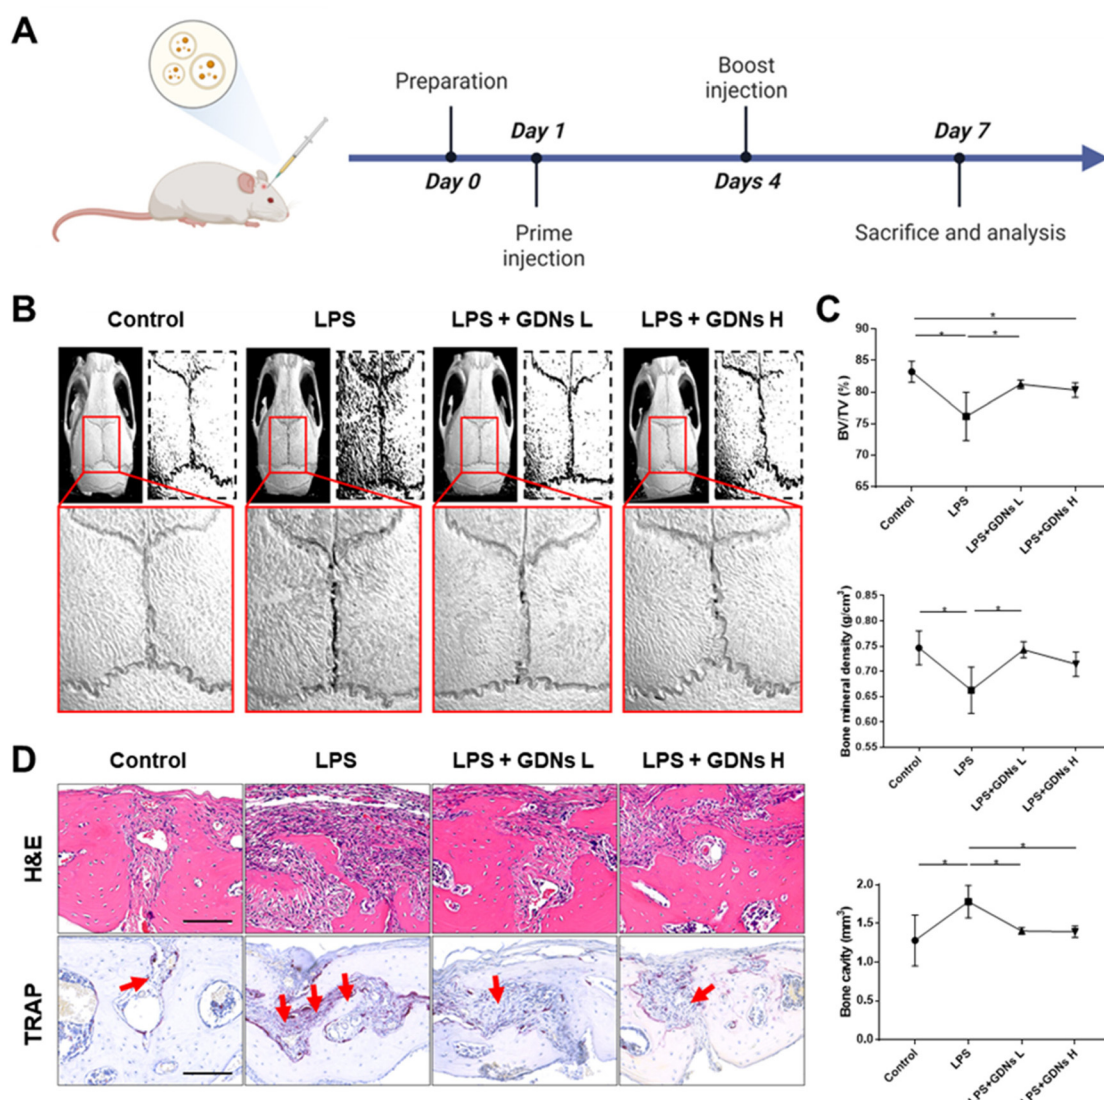 A
Preparation
Boost
injection
Day 1
Day 7
Day 0
Days 4
Prime
injection
Sacrifice and analysis
B
Control
LPS
LPS + GDNs L
LPS + GDNs H
C
*
*
*
90
85
80
75
70
65
BV/TV (%)
Control
LPS
LPS+GDNs L
LPS+GDNs H
*
*
0.85
0.80
0.75
0.70
0.65
0.60
0.55
Bone mineral density (g/cm³)
Control
LPS
LPS+GDNs L
LPS+GDNs H
*
*
*
2.0
1.5
1.0
0.5
0.0
Bone cavity (mm³)
Control
LPS
LPS+GDNs L
LPS+GDNs H
D
Control
LPS
LPS + GDNs L
LPS + GDNs H
H&E
TRAP